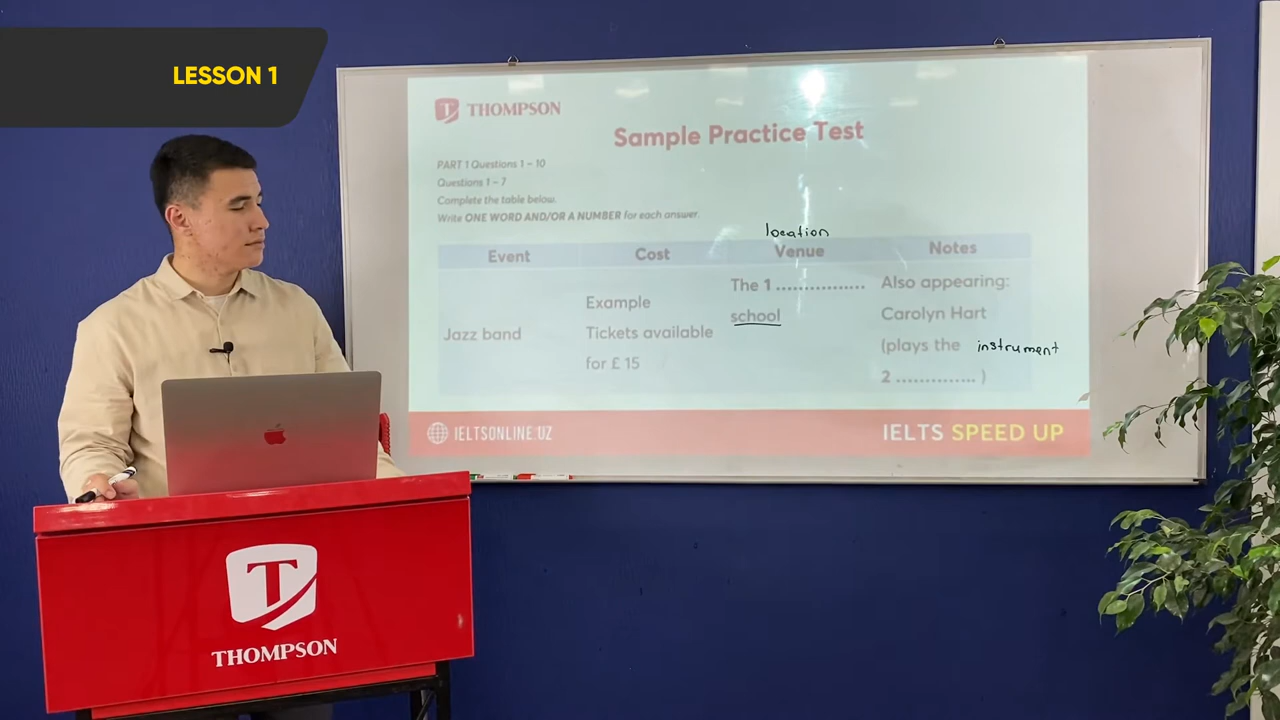 LESSON 1
THOMPSON
Sample Practice Test
PART 1 Questions 1 – 10
Questions 1 – 7
Complete the table below.
Write ONE WORD AND/OR A NUMBER for each answer.
location
Event Cost Venue Notes
Jazz band
Example
Tickets available
for £ 15
The 1 ...............
school
Also appearing:
Carolyn Hart
(plays the instrument
2 .............. )
IELTSONLINE.UZ
IELTS SPEED UP
T
THOMPSON